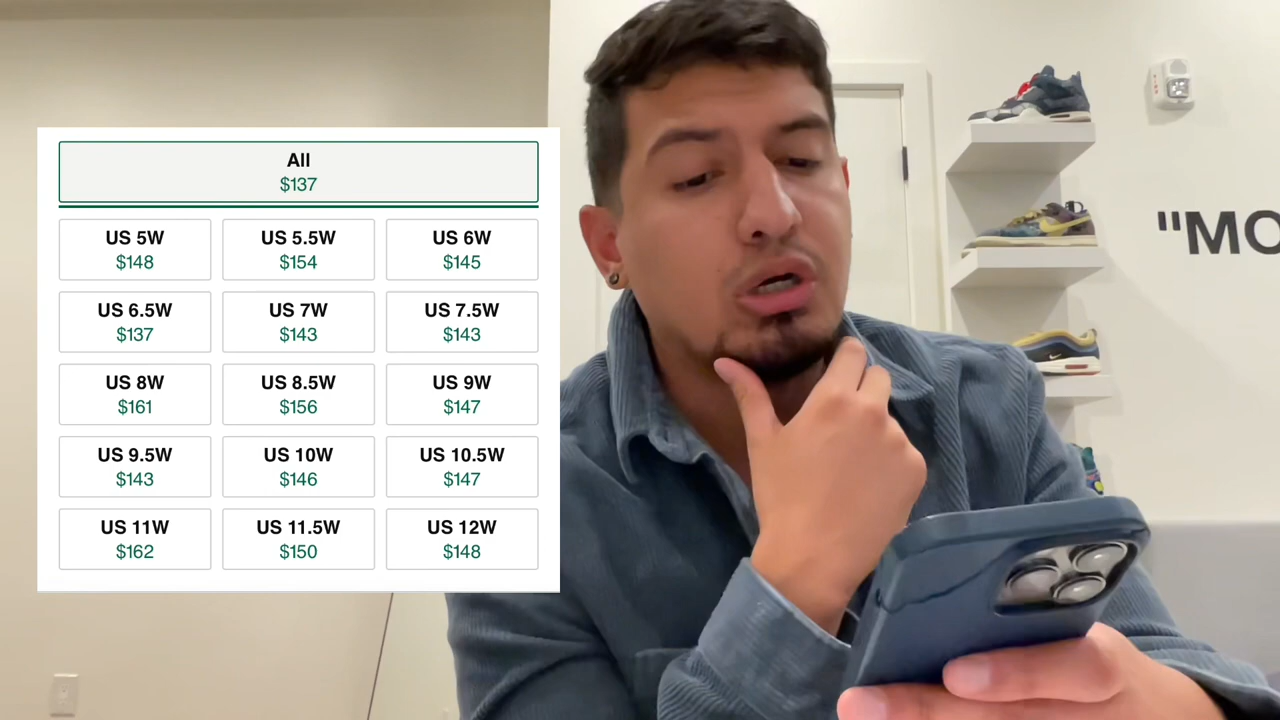 All
$137
US 5W
$148
US 5.5W
$154
US 6W
$145
US 6.5W
$137
US 7W
$143
US 7.5W
$143
US 8W
$161
US 8.5W
$156
US 9W
$147
US 9.5W
$143
US 10W
$146
US 10.5W
$147
US 11W
$162
US 11.5W
$150
US 12W
$148
"MO